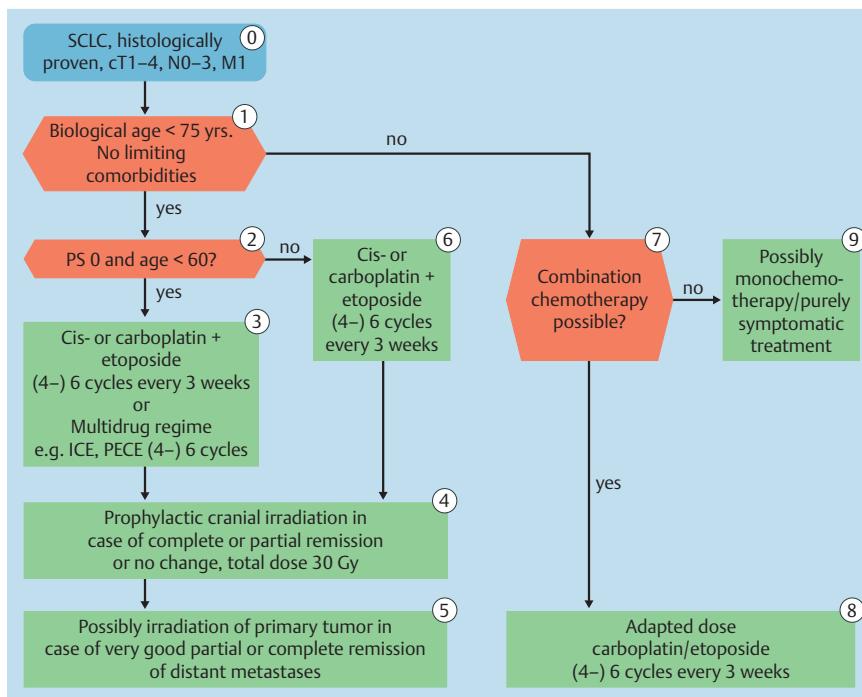 0
SCLC, histologically
proven, cT1–4, N0–3, M1
1
Biological age < 75 yrs.
No limiting
comorbidities
no
yes
2
PS 0 and age < 60?
no
yes
6
Cis- or
carboplatin +
etoposide
(4–) 6 cycles
every 3 weeks
7
Combination
chemotherapy
possible?
no
yes
9
Possibly
monochemo-
therapy/purely
symptomatic
treatment
3
Cis- or carboplatin +
etoposide
(4–) 6 cycles every 3 weeks
or
Multidrug regime
e.g. ICE, PECE (4–) 6 cycles
4
Prophylactic cranial irradiation in
case of complete or partial remission
or no change, total dose 30 Gy
5
Possibly irradiation of primary tumor in
case of very good partial or complete remission
of distant metastases
8
Adapted dose
carboplatin/etoposide
(4–) 6 cycles every 3 weeks